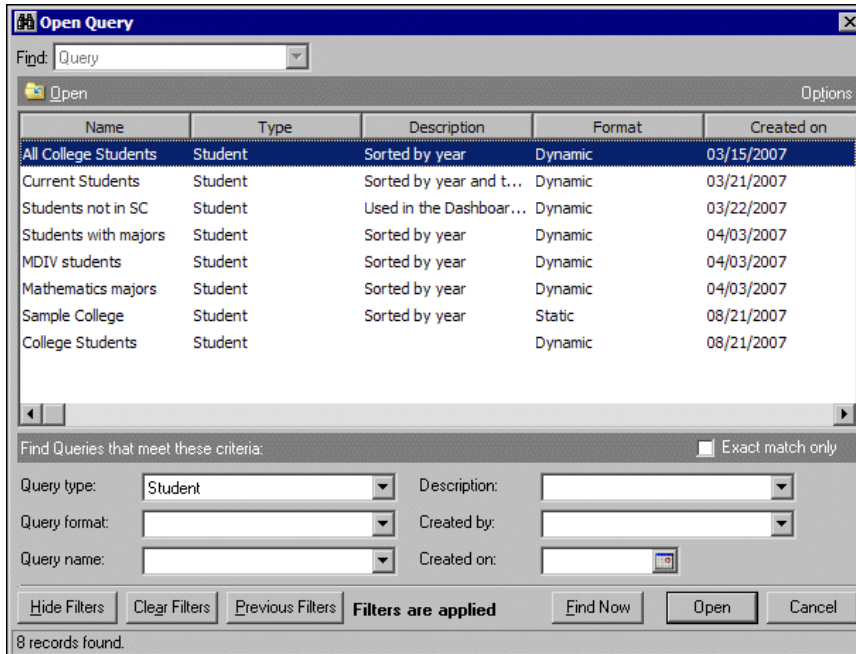 Open Query
Find: Query
Open Options
Name Type Description Format Created on
All College Students Student Sorted by year Dynamic 03/15/2007
Current Students Student Sorted by year and t... Dynamic 03/21/2007
Students not in SC Student Used in the Dashboar... Dynamic 03/22/2007
Students with majors Student Sorted by year Dynamic 04/03/2007
MDIV students Student Sorted by year Dynamic 04/03/2007
Mathematics majors Student Sorted by year Dynamic 04/03/2007
Sample College Student Sorted by year Static 08/21/2007
College Students Student Dynamic 08/21/2007
Find Queries that meet these criteria: Exact match only
Query type: Student Description:
Query format: Created by:
Query name: Created on:
Hide Filters Clear Filters Previous Filters Filters are applied Find Now Open Cancel
8 records found.